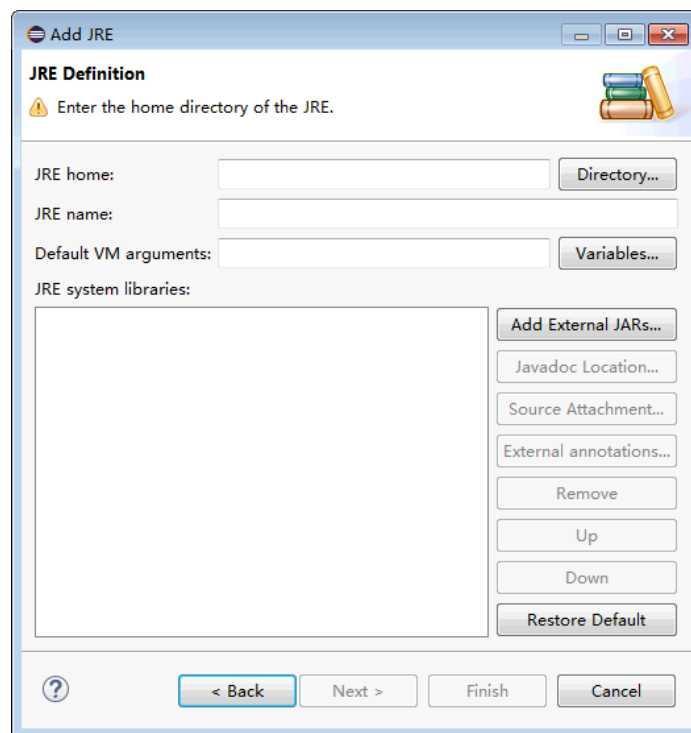 Add JRE
JRE Definition
Enter the home directory of the JRE.
JRE home:
Directory...
JRE name:
Default VM arguments:
Variables...
JRE system libraries:
Add External JARs...
Javadoc Location...
Source Attachment...
External annotations...
Remove
Up
Down
Restore Default
?
< Back
Next >
Finish
Cancel